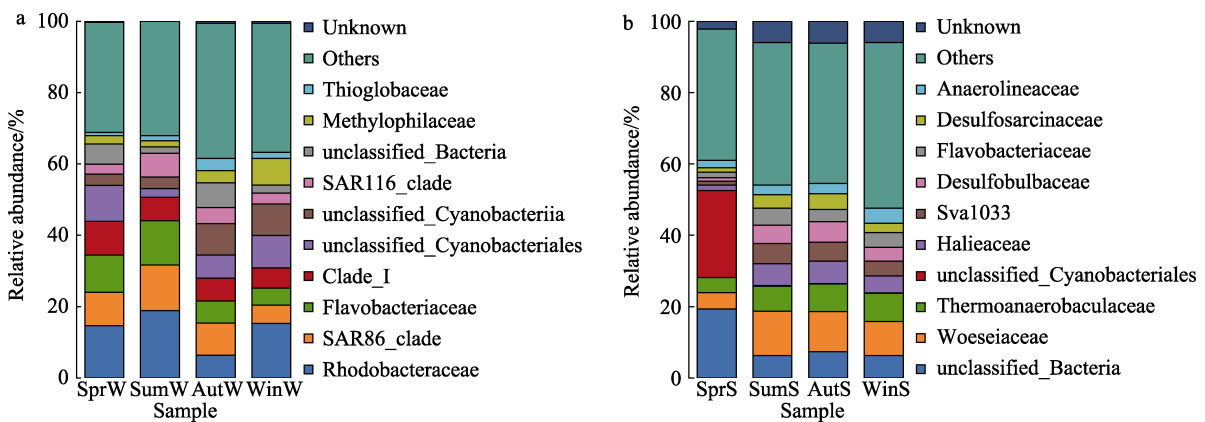 a
Relative abundance/%
100
80
60
40
20
0
SprW SumW AutW WinW
Sample
Unknown
Others
Thioglobaceae
Methylophilaceae
unclassified_Bacteria
SAR116_clade
unclassified_Cyanobacteriia
unclassified_Cyanobacteriales
Clade_I
Flavobacteriaceae
SAR86_clade
Rhodobacteraceae
b
Relative abundance/%
100
80
60
40
20
0
SprS SumS AutS WinS
Sample
Unknown
Others
Anaerolineaceae
Desulfosarcinaceae
Flavobacteriaceae
Desulfobulbaceae
Sva1033
Halieaceae
unclassified_Cyanobacteriales
Thermoanaerobaculaceae
Woeseiaceae
unclassified_Bacteria